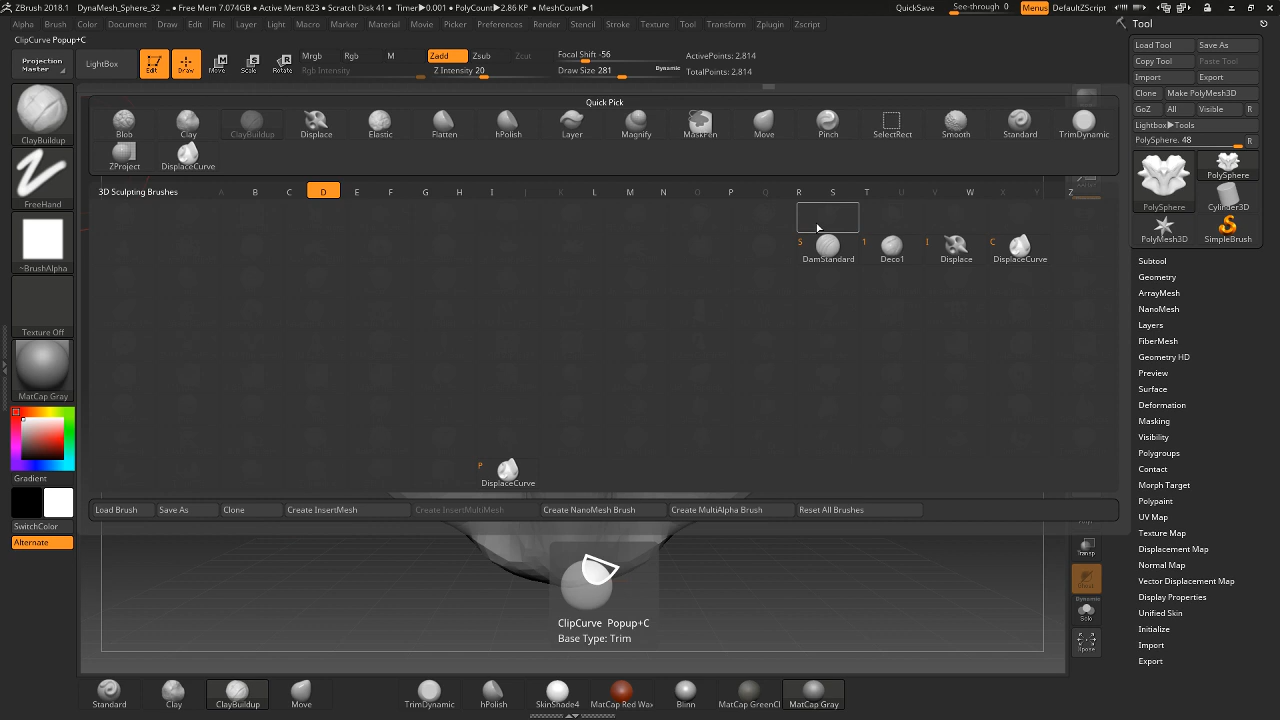 ZBrush 2018.1 DynaMesh_Sphere_32 • Free Mem 7.074GB • Active Mem 823 • Scratch Disk 41 • Timer▶0.001 • PolyCount▶2.86 KP • MeshCount▶1 QuickSave See-through 0 Menus DefaultZScript
Alpha Brush Color Document Draw Edit File Layer Light Macro Marker Material Movie Picker Preferences Render Stencil Stroke Texture Tool Transform Zplugin Zscript
Tool
ClipCurve Popup+C
Projection Master
LightBox
Edit Draw Move Scale Rotate
Mrgb Rgb M Zadd Zsub Zcut
Rgb Intensity Z Intensity 20
Focal Shift -56
Draw Size 281 Dynamic
ActivePoints: 2,814
TotalPoints: 2,814
Load Tool Save As
Copy Tool Paste Tool
Import Export
Clone Make PolyMesh3D
GoZ All Visible R
Lightbox▶Tools
PolySphere. 48 R
PolySphere PolySphere
Cylinder3D
PolyMesh3D SimpleBrush
Quick Pick
Blob Clay ClayBuildup Displace Elastic Flatten hPolish Layer Magnify MaskPen Move Pinch SelectRect Smooth Standard TrimDynamic
ZProject DisplaceCurve
3D Sculpting Brushes A B C D E F G H I K L M N O P Q R S T U V W X Y Z
S DamStandard 1 Deco1 I Displace C DisplaceCurve
P DisplaceCurve
Load Brush Save As Clone Create InsertMesh Create InsertMultiMesh Create NanoMesh Brush Create MultiAlpha Brush Reset All Brushes
ClipCurve Popup+C
Base Type: Trim
ClayBuildup
FreeHand
~BrushAlpha
Texture Off
MatCap Gray
Gradient
SwitchColor
Alternate
Transp
Dynamic
Solo
Xpose
Subtool
Geometry
ArrayMesh
NanoMesh
Layers
FiberMesh
Geometry HD
Preview
Surface
Deformation
Masking
Visibility
Polygroups
Contact
Morph Target
Polypaint
UV Map
Texture Map
Displacement Map
Normal Map
Vector Displacement Map
Display Properties
Unified Skin
Initialize
Import
Export
Standard Clay ClayBuildup Move TrimDynamic hPolish SkinShade4 MatCap Red Wax Blinn MatCap GreenCl MatCap Gray